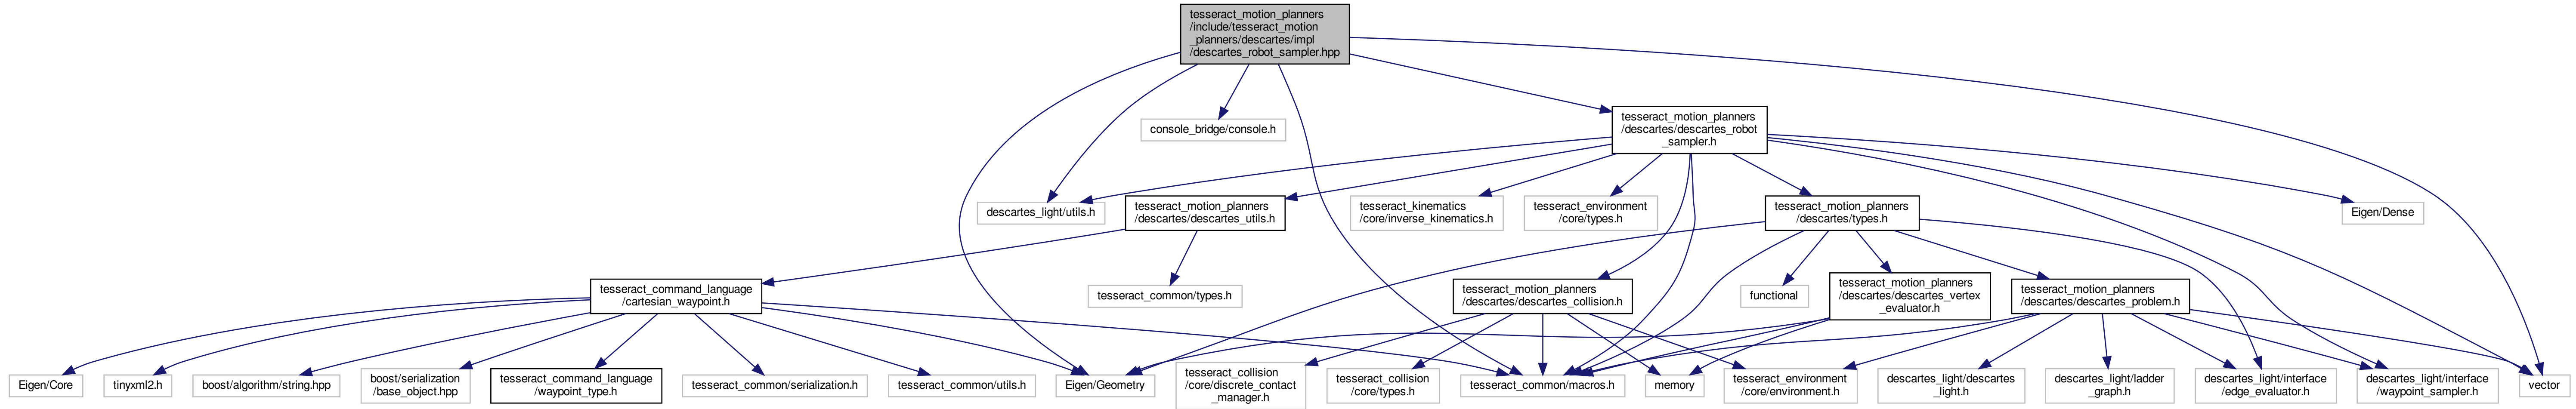 tesseract_motion_planners
/include/tesseract_motion
_planners/descartes/impl
/descartes_robot_sampler.hpp
console_bridge/console.h
tesseract_motion_planners
/descartes/descartes_robot
_sampler.h
descartes_light/utils.h
tesseract_motion_planners
/descartes/descartes_utils.h
tesseract_kinematics
/core/inverse_kinematics.h
tesseract_environment
/core/types.h
tesseract_motion_planners
/descartes/types.h
Eigen/Dense
tesseract_command_language
/cartesian_waypoint.h
tesseract_common/types.h
tesseract_motion_planners
/descartes/descartes_collision.h
functional
tesseract_motion_planners
/descartes/descartes_vertex
_evaluator.h
tesseract_motion_planners
/descartes/descartes_problem.h
Eigen/Core
tinyxml2.h
boost/algorithm/string.hpp
boost/serialization
/base_object.hpp
tesseract_command_language
/waypoint_type.h
tesseract_common/serialization.h
tesseract_common/utils.h
Eigen/Geometry
tesseract_collision
/core/discrete_contact
_manager.h
tesseract_collision
/core/types.h
tesseract_common/macros.h
memory
tesseract_environment
/core/environment.h
descartes_light/descartes
_light.h
descartes_light/ladder
_graph.h
descartes_light/interface
/edge_evaluator.h
descartes_light/interface
/waypoint_sampler.h
vector